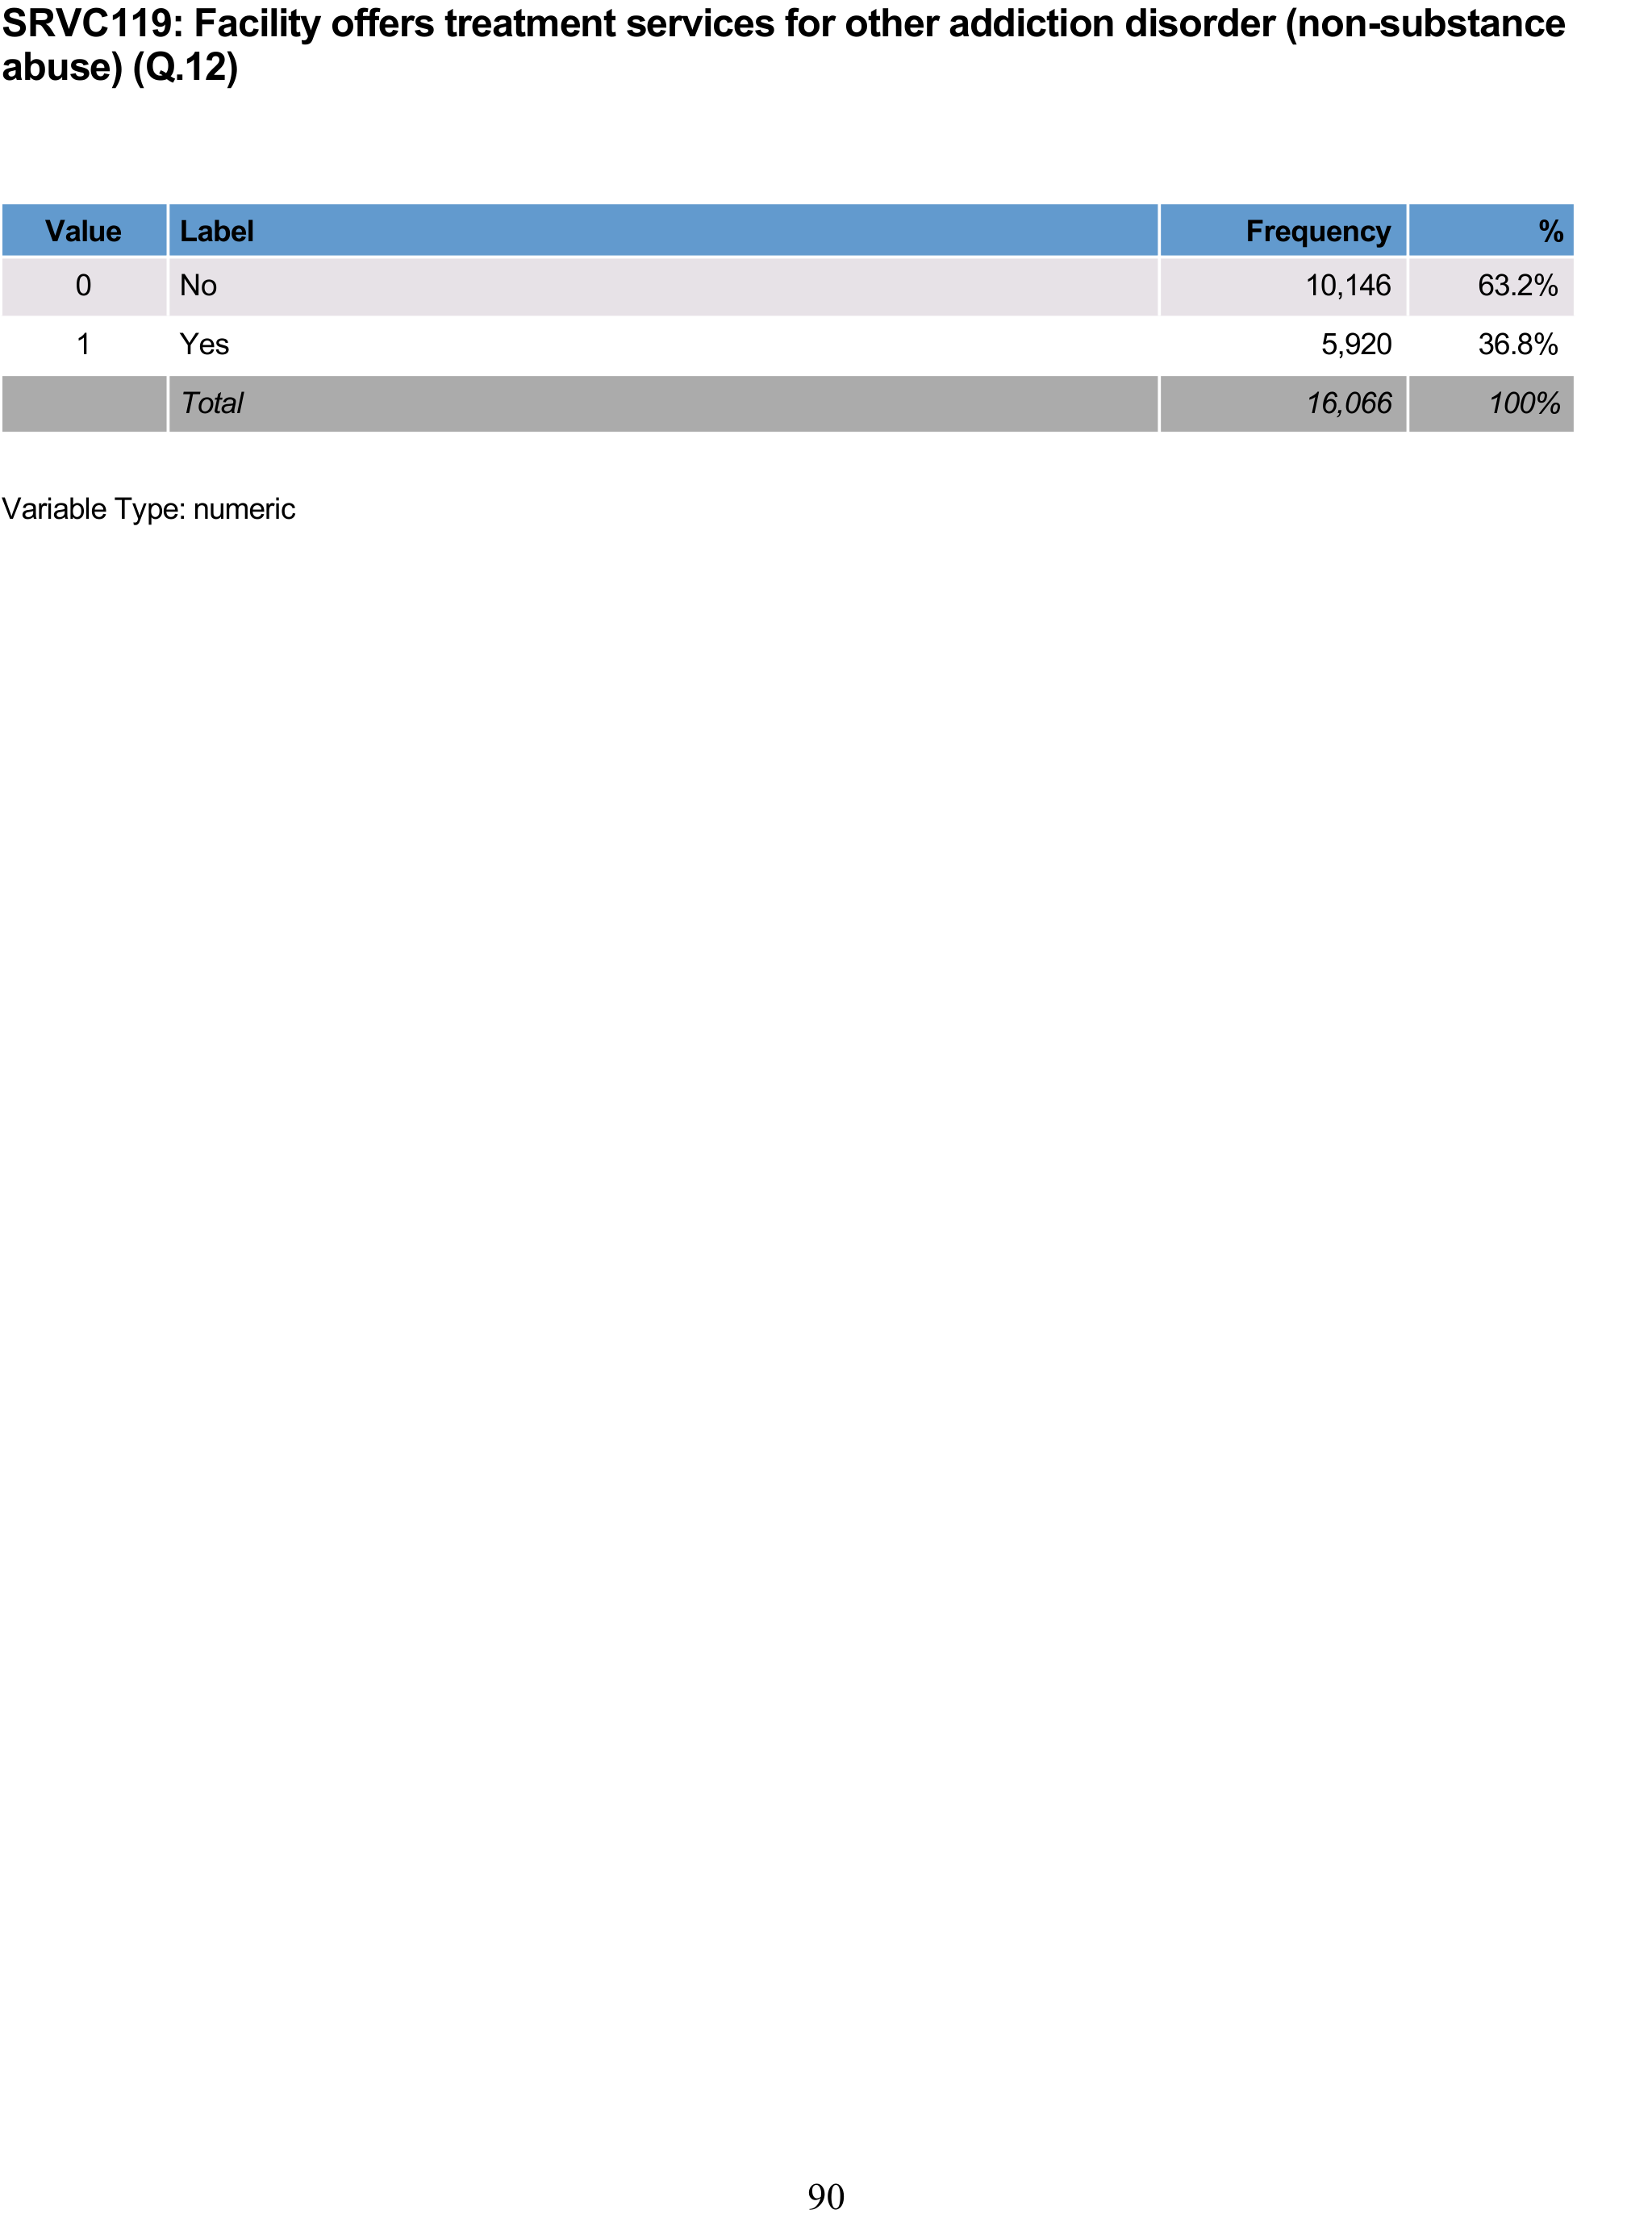 SRVC119: Facility offers treatment services for other addiction disorder (non-substance
abuse) (Q.12)
Value Label Frequency %
0 No 10,146 63.2%
1 Yes 5,920 36.8%
Total 16,066 100%
Variable Type: numeric
90